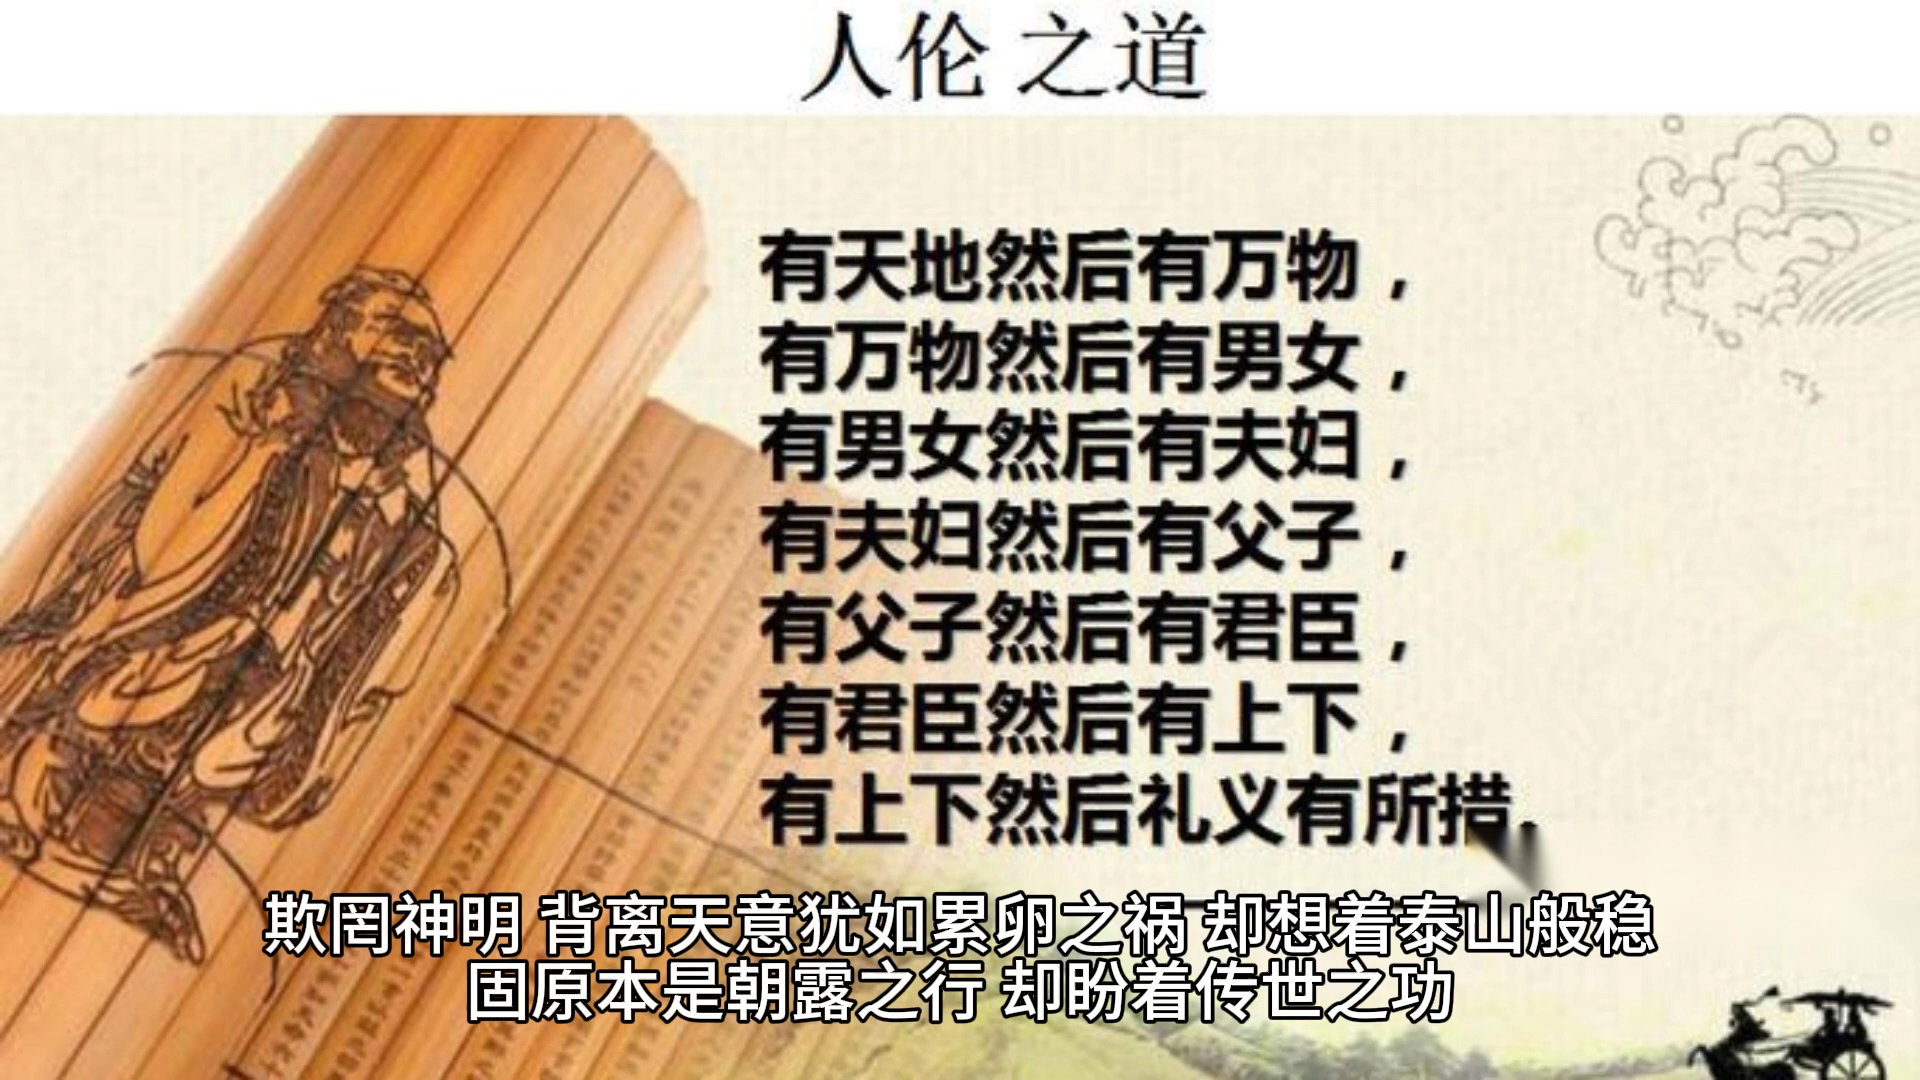 人伦之道
有天地然后有万物，
有万物然后有男女，
有男女然后有夫妇，
有夫妇然后有父子，
有父子然后有君臣，
有君臣然后有上下，
有上下然后礼义有所措。
欺罔神明 背离天意犹如累卵之祸 却想着泰山般稳
固原本是朝露之行 却盼着传世之功